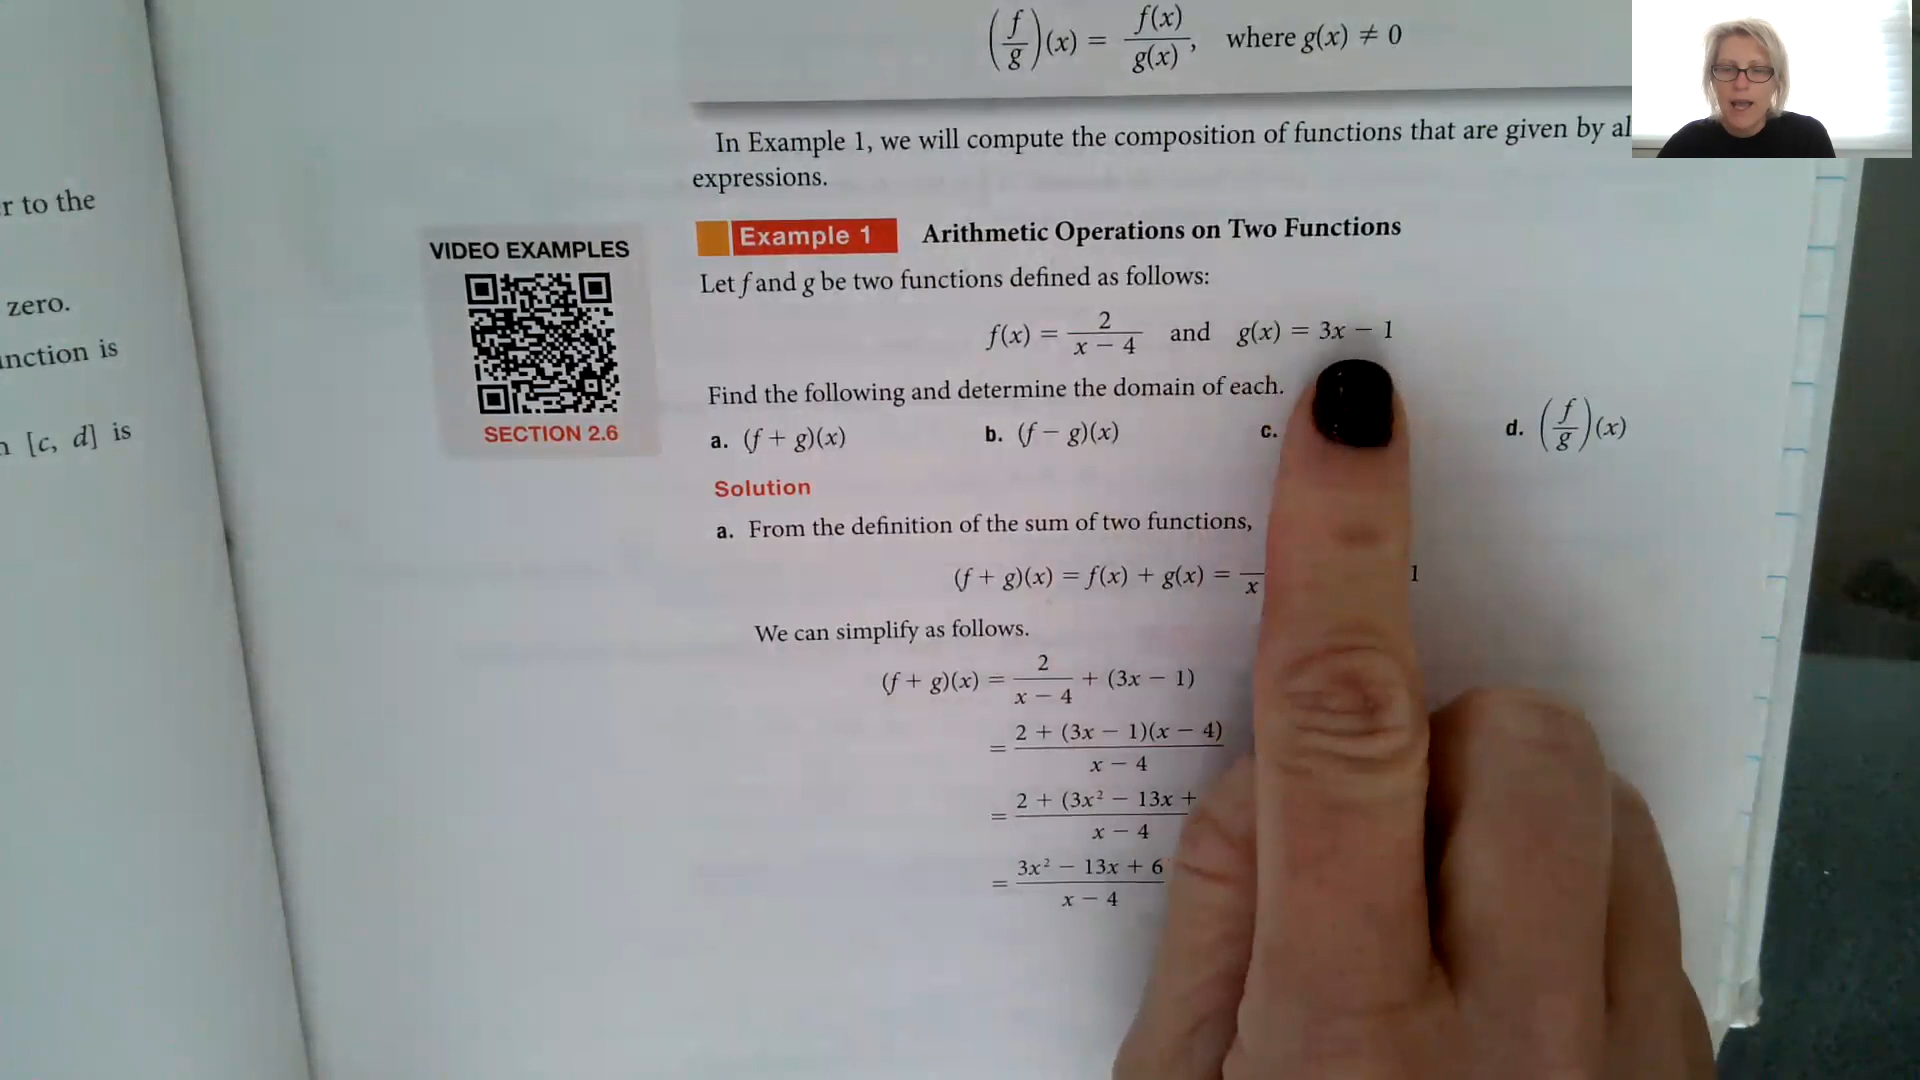 (f/g)(x) = f(x)/g(x), where g(x) ≠ 0
In Example 1, we will compute the composition of functions that are given by
expressions.
r to the
zero.
nction is
[c, d] is
VIDEO EXAMPLES
SECTION 2.6
Example 1 Arithmetic Operations on Two Functions
Let f and g be two functions defined as follows:
f(x) = 2/(x − 4) and g(x) = 3x − 1
Find the following and determine the domain of each.
a. (f + g)(x) b. (f − g)(x) c. d. (f/g)(x)
Solution
a. From the definition of the sum of two functions,
(f + g)(x) = f(x) + g(x) = x 1
We can simplify as follows.
(f + g)(x) = 2/(x − 4) + (3x − 1)
= (2 + (3x − 1)(x − 4))/(x − 4)
= 2 + (3x² − 13x + / x − 4
= (3x² − 13x + 6)/(x − 4)